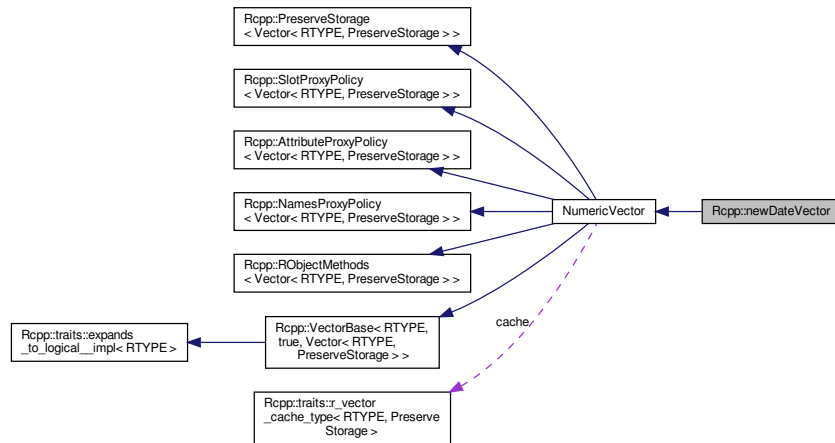 Rcpp::PreserveStorage
< Vector< RTYPE, PreserveStorage > >
Rcpp::SlotProxyPolicy
< Vector< RTYPE, PreserveStorage > >
Rcpp::AttributeProxyPolicy
< Vector< RTYPE, PreserveStorage > >
Rcpp::NamesProxyPolicy
< Vector< RTYPE, PreserveStorage > >
NumericVector
Rcpp::newDateVector
Rcpp::RObjectMethods
< Vector< RTYPE, PreserveStorage > >
Rcpp::traits::expands
_to_logical__impl< RTYPE >
Rcpp::VectorBase< RTYPE,
true, Vector< RTYPE,
PreserveStorage > >
cache
Rcpp::traits::r_vector
_cache_type< RTYPE, Preserve
Storage >